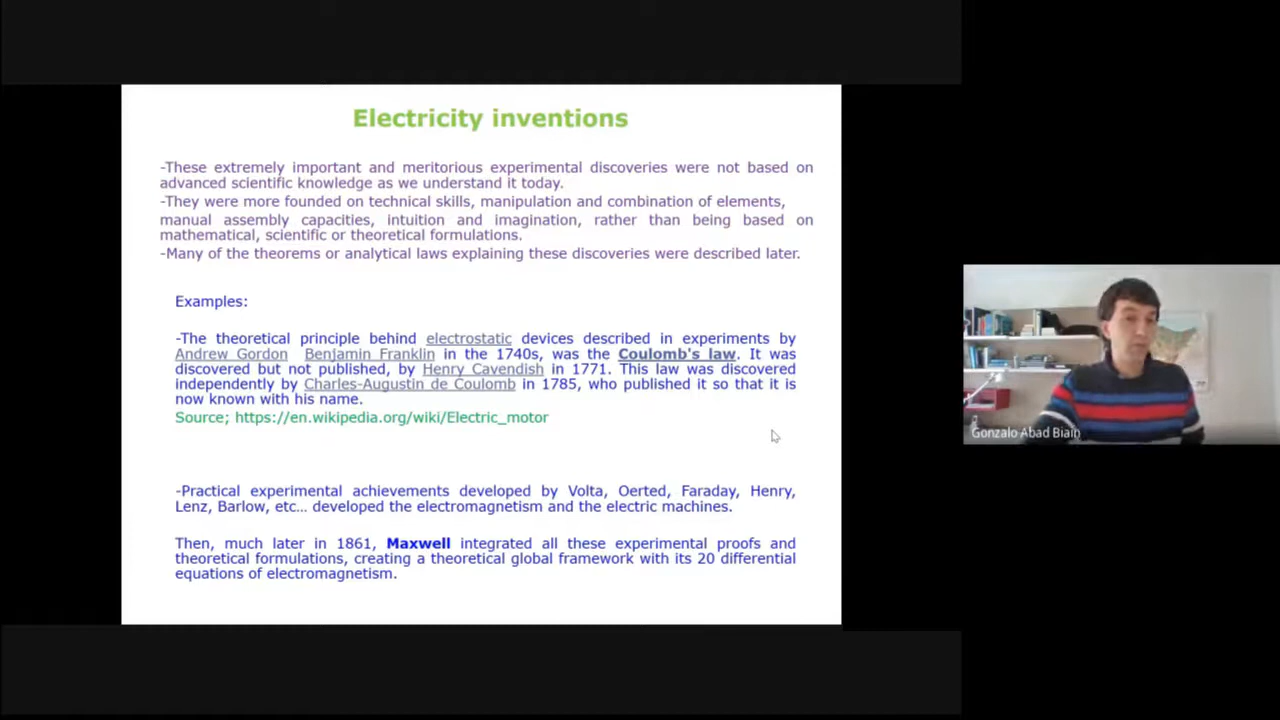 Electricity inventions
-These extremely important and meritorious experimental discoveries were not based on
advanced scientific knowledge as we understand it today.
-They were more founded on technical skills, manipulation and combination of elements,
manual assembly capacities, intuition and imagination, rather than being based on
mathematical, scientific or theoretical formulations.
-Many of the theorems or analytical laws explaining these discoveries were described later.
Examples:
-The theoretical principle behind electrostatic devices described in experiments by
Andrew Gordon Benjamin Franklin in the 1740s, was the Coulomb's law. It was
discovered but not published, by Henry Cavendish in 1771. This law was discovered
independently by Charles-Augustin de Coulomb in 1785, who published it so that it is
now known with his name.
Source; https://en.wikipedia.org/wiki/Electric_motor
-Practical experimental achievements developed by Volta, Oerted, Faraday, Henry,
Lenz, Barlow, etc... developed the electromagnetism and the electric machines.
Then, much later in 1861, Maxwell integrated all these experimental proofs and
theoretical formulations, creating a theoretical global framework with its 20 differential
equations of electromagnetism.
Gonzalo Abad Biain